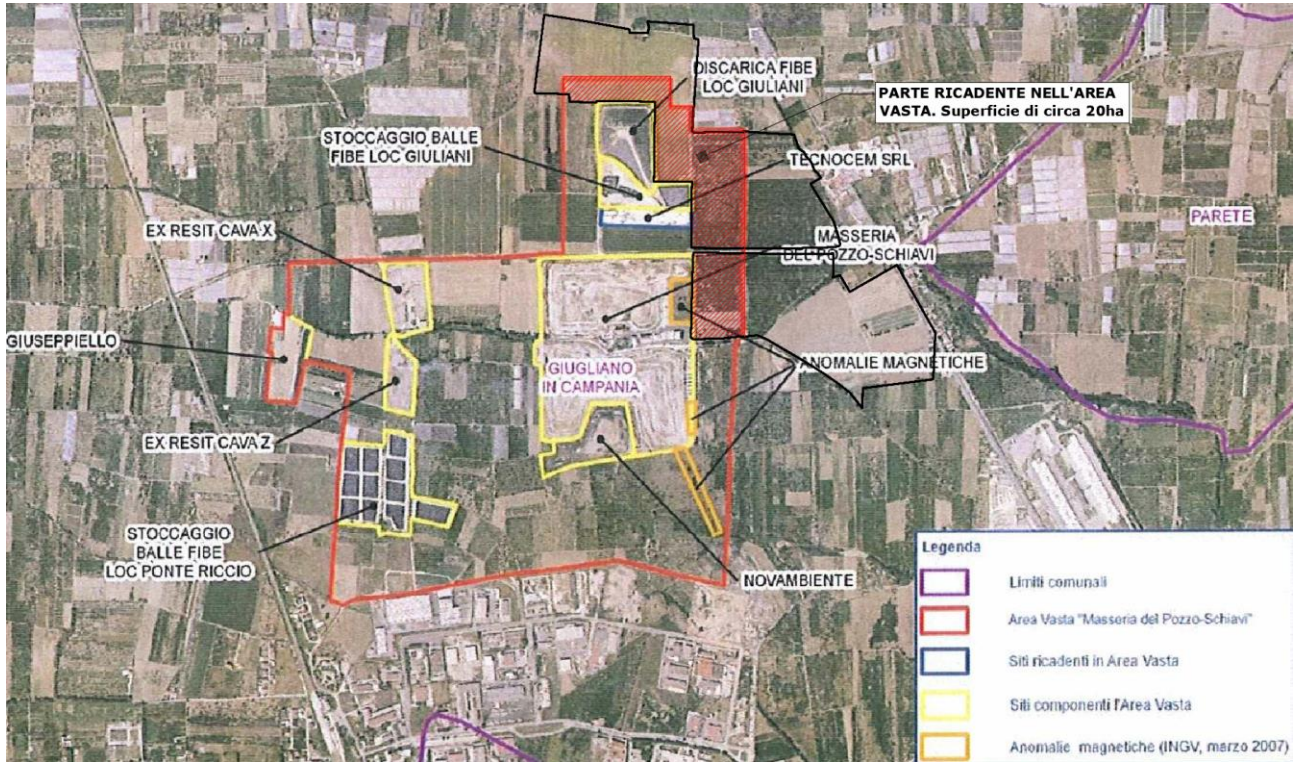 DISCARICA FIBE
LOC GIULIANI
PARTE RICADENTE NELL'AREA
VASTA. Superficie di circa 20ha
STOCCAGGIO BALLE
FIBE LOC GIULIANI
TECNOCEM SRL
EX RESIT CAVA X
MASSERIA
DEL POZZO-SCHIAVI
PARETE
GIUSEPPIELLO
ANOMALIE MAGNETICHE
GIUGLIANO
IN CAMPANIA
EX RESIT CAVA Z
STOCCAGGIO
BALLE FIBE
LOC PONTE RICCIO
NOVAMBIENTE
Legenda
Limiti comunali
Area Vasta "Masseria del Pozzo-Schiavi"
Siti ricadenti in Area Vasta
Siti componenti l'Area Vasta
Anomalie magnetiche (INGV, marzo 2007)